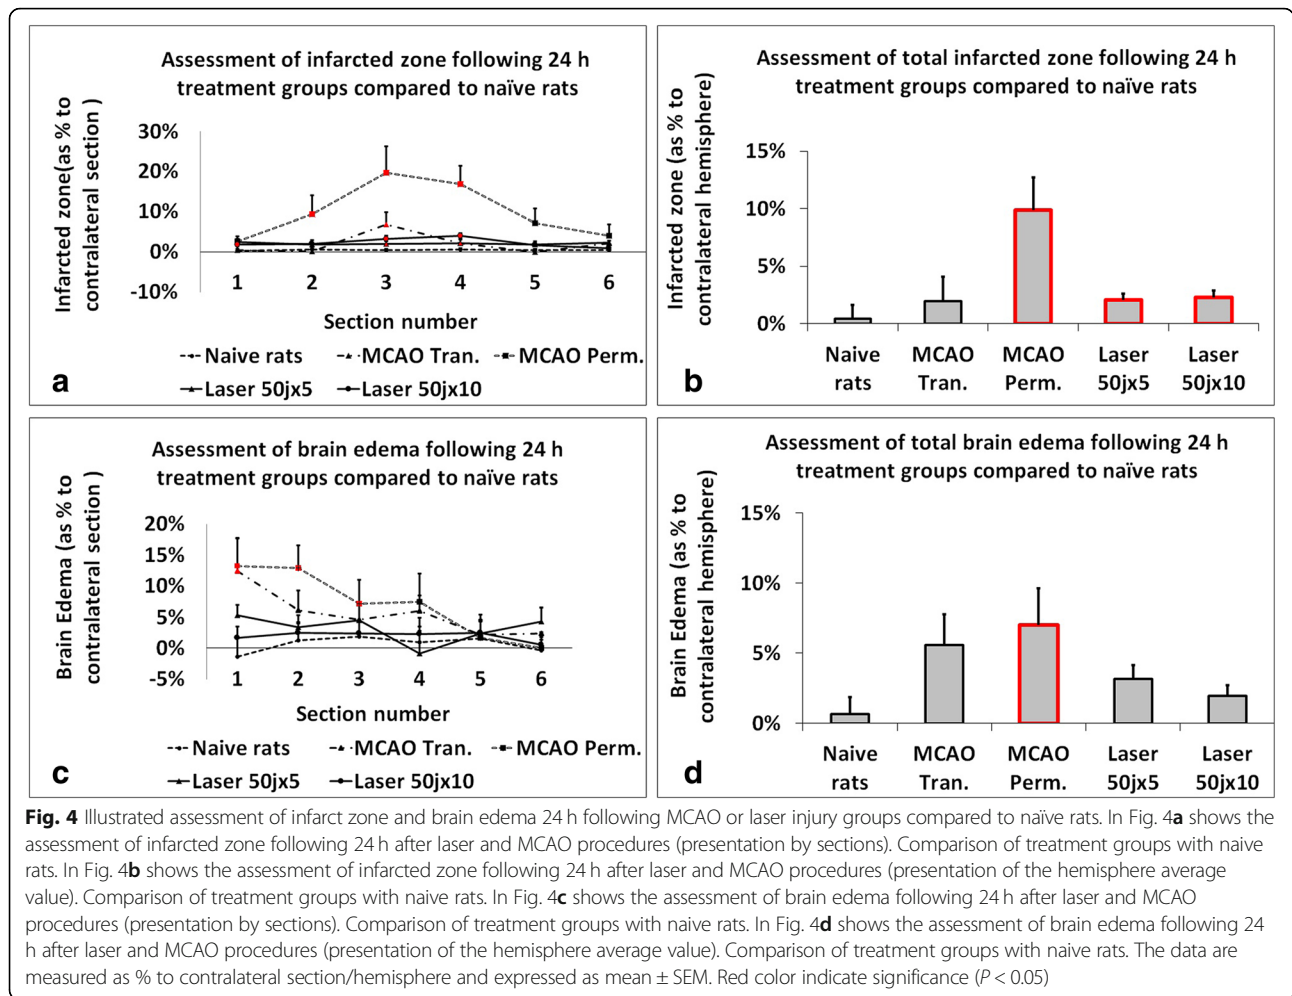 Assessment of infarcted zone following 24 h
treatment groups compared to naïve rats
Infarcted zone(as % to
contralateral section )
30%
20%
10%
0%
-10%
1 2 3 4 5 6
Section number
Naive rats MCAO Tran. MCAO Perm.
Laser 50jx5 Laser 50jx10
a
Assessment of total infarcted zone following 24 h
treatment groups compared to naïve rats
Infarcted zone (as % to
contralateral hemisphere)
15%
10%
5%
0%
Naive MCAO MCAO Laser Laser
rats Tran. Perm. 50jx5 50jx10
b
Assessment of brain edema following 24 h
treatment groups compared to naïve rats
Brain Edema (as % to
contralateral section )
20%
15%
10%
5%
0%
-5%
1 2 3 4 5 6
Section number
Naive rats MCAO Tran. MCAO Perm.
Laser 50jx5 Laser 50jx10
c
Assessment of total brain edema following 24 h
treatment groups compared to naïve rats
Brain Edema (as % to
contralateral hemisphere)
15%
10%
5%
0%
Naive MCAO MCAO Laser Laser
rats Tran. Perm. 50jx5 50jx10
d
Fig. 4 Illustrated assessment of infarct zone and brain edema 24 h following MCAO or laser injury groups compared to naïve rats. In Fig. 4a shows the
assessment of infarcted zone following 24 h after laser and MCAO procedures (presentation by sections). Comparison of treatment groups with naive
rats. In Fig. 4b shows the assessment of infarcted zone following 24 h after laser and MCAO procedures (presentation of the hemisphere average
value). Comparison of treatment groups with naive rats. In Fig. 4c shows the assessment of brain edema following 24 h after laser and MCAO
procedures (presentation by sections). Comparison of treatment groups with naive rats. In Fig. 4d shows the assessment of brain edema following 24
h after laser and MCAO procedures (presentation of the hemisphere average value). Comparison of treatment groups with naive rats. The data are
measured as % to contralateral section/hemisphere and expressed as mean ± SEM. Red color indicate significance (P < 0.05)